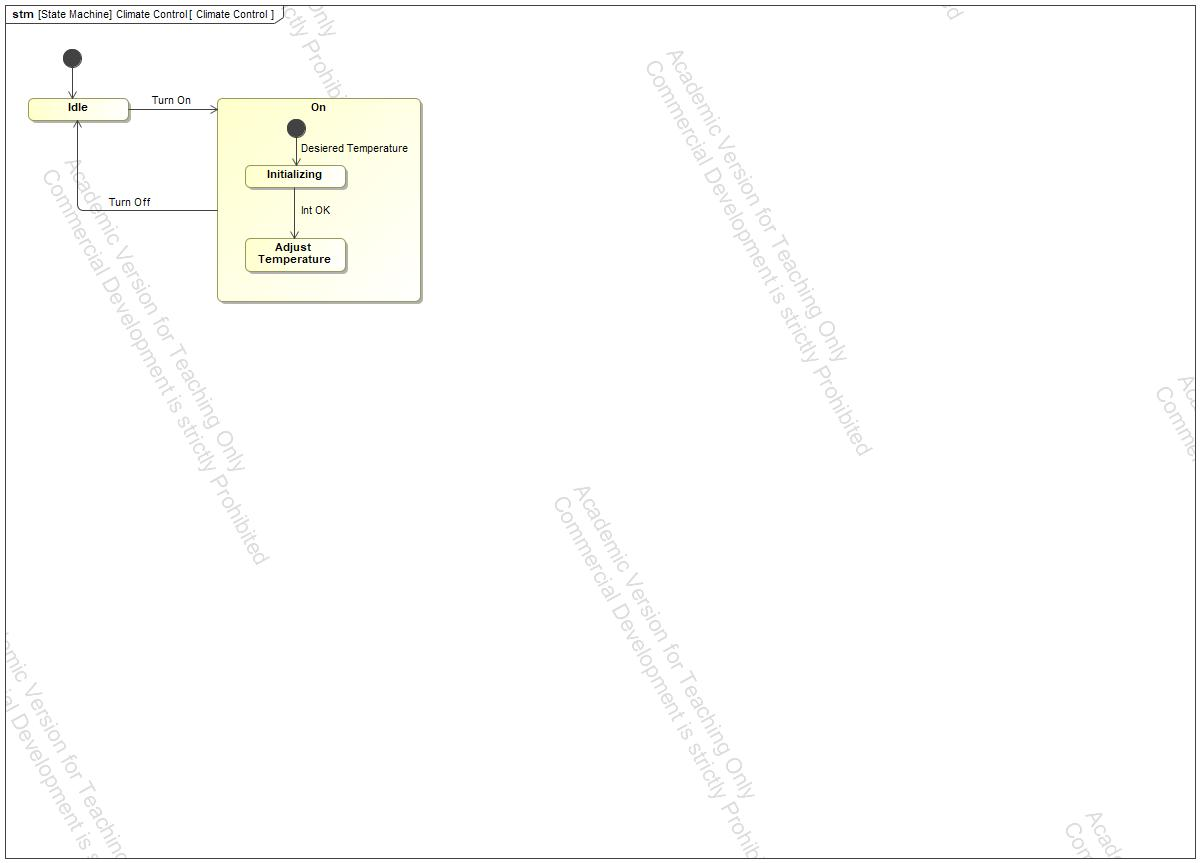 stm [State Machine] Climate Control[ Climate Control ]
Idle
Turn On
On
Desiered Temperature
Initializing
Turn Off
Int OK
Adjust
Temperature
Academic Version for Teaching Only
Commercial Development is strictly Prohibited
Academic Version for Teaching Only
Commercial Development is strictly Prohibited
Academic Version for Teaching Only
Commercial Development is strictly Prohibited